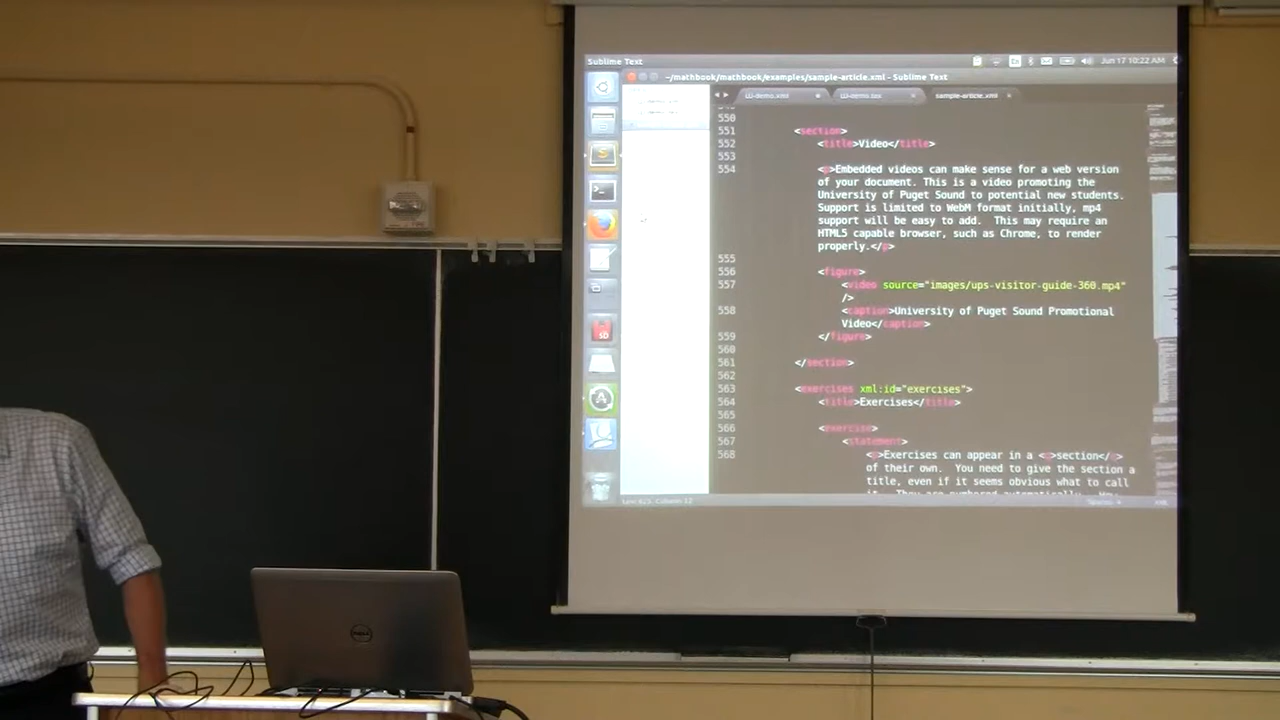 Sublime Text
Jun 17 10:22 AM
~/mathbook/mathbook/examples/sample-article.xml - Sublime Text
sample-article.xml
550
551 <section>
552 <title>Video</title>
553
554 <p>Embedded videos can make sense for a web version
of your document. This is a video promoting the
University of Puget Sound to potential new students.
Support is limited to WebM format initially, mp4
support will be easy to add. This may require an
HTML5 capable browser, such as Chrome, to render
properly.</p>
555
556 <figure>
557 <video source="images/ups-visitor-guide-360.mp4"
/>
558 <caption>University of Puget Sound Promotional
Video</caption>
559 </figure>
560
561 </section>
562
563 <exercises xml:id="exercises">
564 <title>Exercises</title>
565
566 <exercise>
567 <statement>
568 <p>Exercises can appear in a <c>section</c>
of their own. You need to give the section a
title, even if it seems obvious what to call
DELL